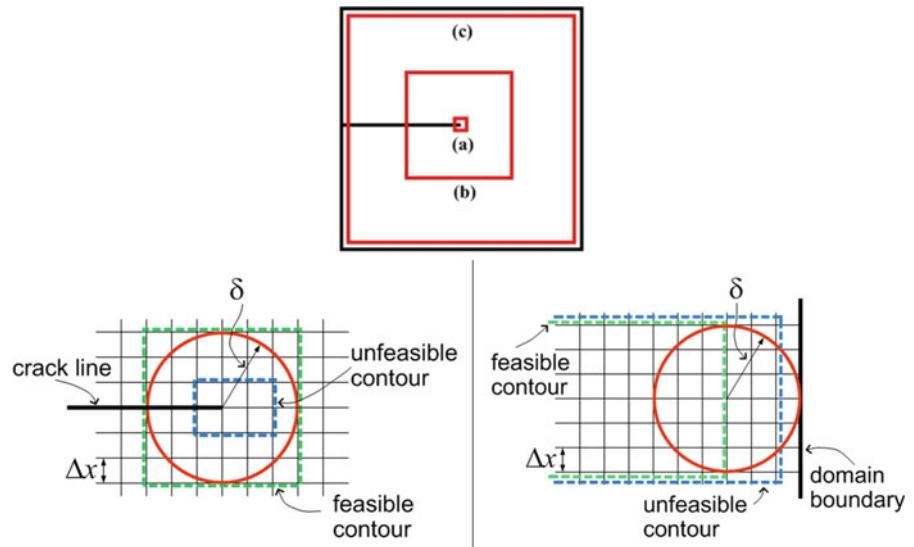 (c)
(a)
(b)
δ
crack line
unfeasible
contour
Δx
feasible
contour
δ
feasible
contour
Δx
unfeasible
contour
domain
boundary